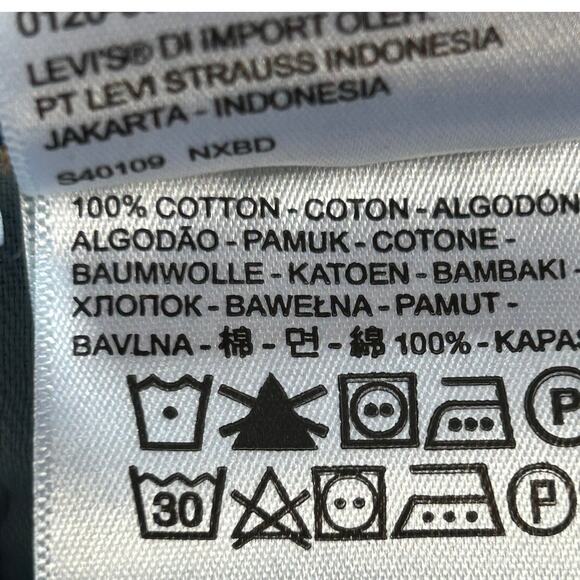 LEVI'S® DI IMPORT OLEH:
PT LEVI STRAUSS INDONESIA
JAKARTA - INDONESIA
S40109 NXBD
100% COTTON - COTON - ALGODÓN
ALGODÃO - PAMUK - COTONE -
BAUMWOLLE - KATOEN - BAMBAKI -
ХЛОПОК - BAWEŁNA - PAMUT -
BAVLNA - 棉 - 면 - 綿 100% - KAPAS
P
30 P